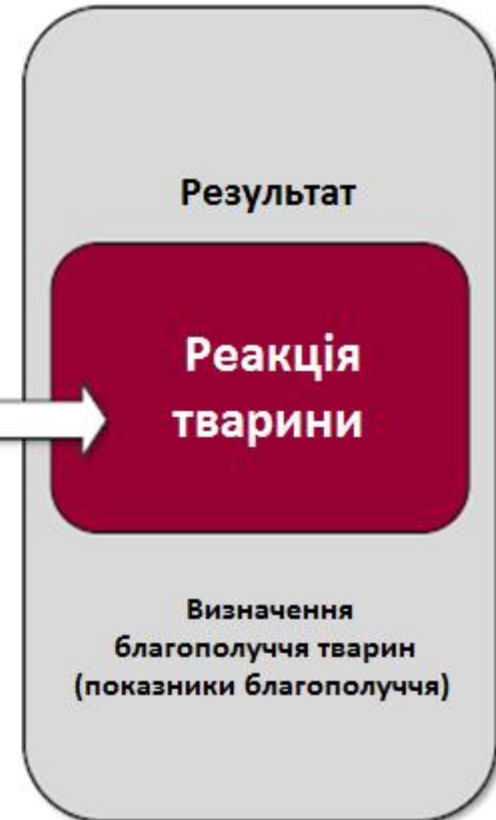 Результат
Реакція
тварини
Визначення
благополуччя тварин
(показники благополуччя)